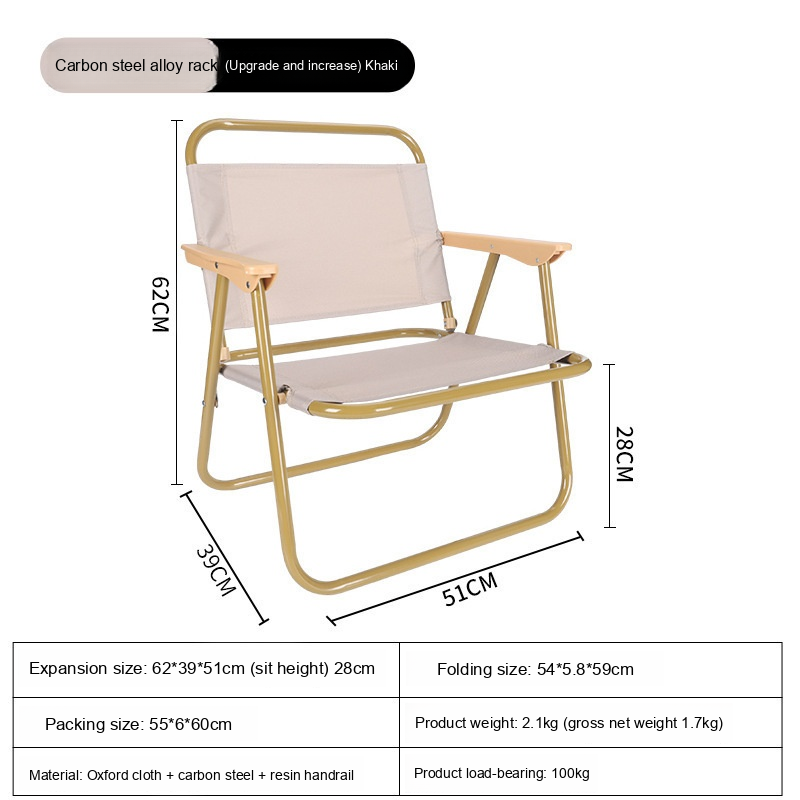 Carbon steel alloy rack (Upgrade and increase) Khaki
62CM
28CM
39CM
51CM
Expansion size: 62*39*51cm (sit height) 28cm
Folding size: 54*5.8*59cm
Packing size: 55*6*60cm
Product weight: 2.1kg (gross net weight 1.7kg)
Material: Oxford cloth + carbon steel + resin handrail
Product load-bearing: 100kg